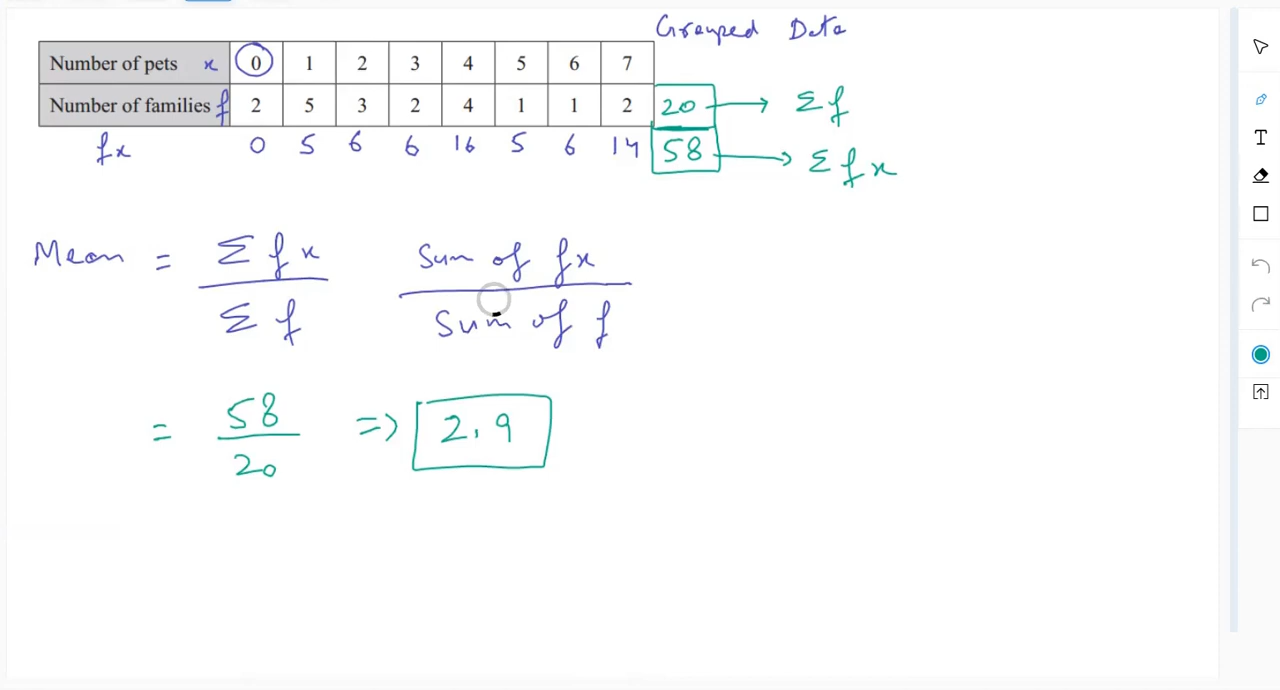 Grouped Data
Number of pets x 0 1 2 3 4 5 6 7
Number of families f 2 5 3 2 4 1 1 2 20 → Σf
fx 0 5 6 6 16 5 6 14 58 → Σfx
Mean = Σfx / Σf Sum of fx / Sum of f
= 58 / 20 => 2.9
T